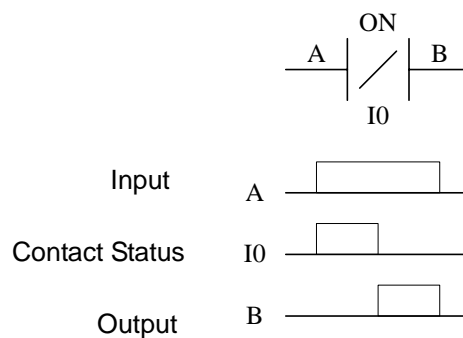 ON
A B
I0
Input A
Contact Status I0
Output B